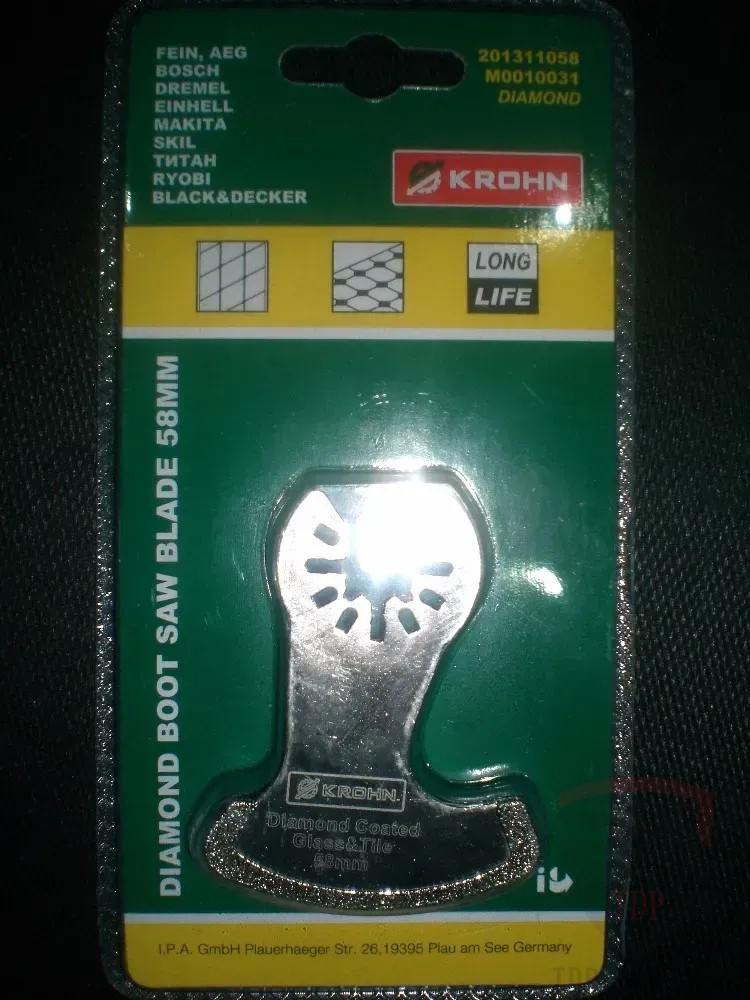 FEIN, AEG
BOSCH
DREMEL
EINHELL
MAKITA
SKIL
ТИТАН
RYOBI
BLACK&DECKER
201311058
M0010031
DIAMOND
KROHN
LONG
LIFE
DIAMOND BOOT SAW BLADE 58MM
KROHN
Diamond Coated
Glass&Tile
58mm
I.P.A. GmbH Plauerhaeger Str. 26,19395 Plau am See Germany